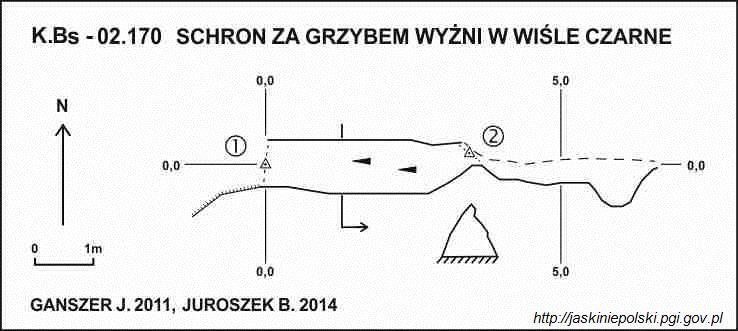 K.Bs - 02.170 SCHRON ZA GRZYBEM WYŻNI W WIŚLE CZARNE
0,0
5,0
N
1
2
0,0
0,0
0
1m
0,0
5,0
GANSZER J. 2011, JUROSZEK B. 2014
http://jaskiniepolski.pgi.gov.pl